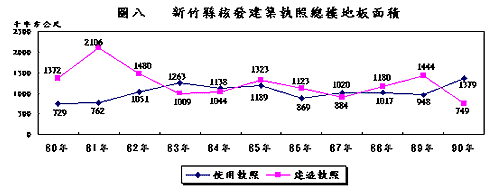 圖八 新竹縣核發建築執照總樓地板面積
千平方公尺
2500
2000
1500
1000
500
0
1372 2106 1480 1263 1138 1323 1123 1020 1180 1444 1379
729 762 1051 1009 1044 1189 869 884 1017 948 749
80年 81年 82年 83年 84年 85年 86年 87年 88年 89年 90年
使用執照 建造執照